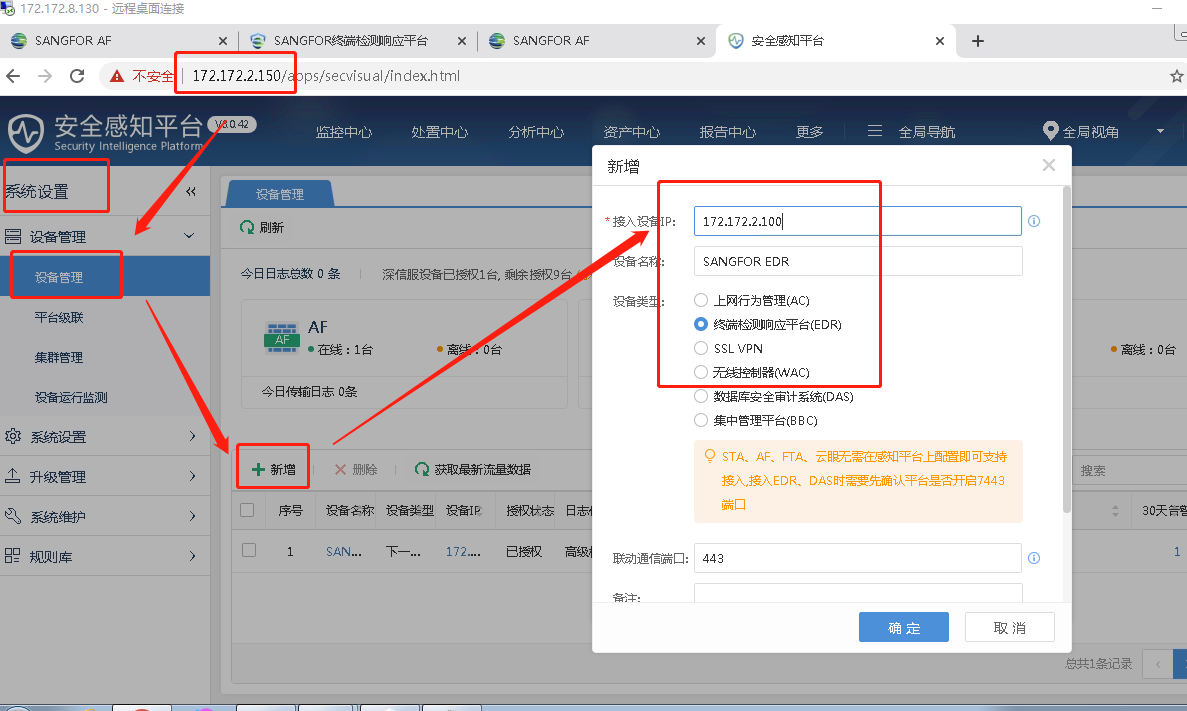 172.172.8.130 - 远程桌面连接
SANGFOR AF
SANGFOR终端检测响应平台
SANGFOR AF
安全感知平台
不安全 172.172.2.150/apps/secvisual/index.html
安全感知平台 V3.0.42
Security Intelligence Platform
监控中心 处置中心 分析中心 资产中心 报告中心 更多 全局导航 全局视角
系统设置
设备管理
设备管理
平台级联
集群管理
设备运行监测
系统设置
升级管理
系统维护
规则库
设备管理
刷新
今日日志总数 0 条 深信服设备已授权1台, 剩余授权9台
AF
AF
在线：1台 离线：0台
离线：0台
今日传输日志 0条
新增 删除 获取最新流量数据
搜索
序号 设备名称 设备类型 设备IP 授权状态
1 SAN... 下一... 172.... 已授权
1
总共1条记录
新增
* 接入设备IP: 172.172.2.100
设备名称: SANGFOR EDR
设备类型: 上网行为管理(AC)
终端检测响应平台(EDR)
SSL VPN
无线控制器(WAC)
数据库安全审计系统(DAS)
集中管理平台(BBC)
STA、AF、FTA、云眼无需在感知平台上配置即可支持
接入,接入EDR、DAS时需要先确认平台是否开启7443
端口
联动通信端口: 443
备注:
确 定 取 消